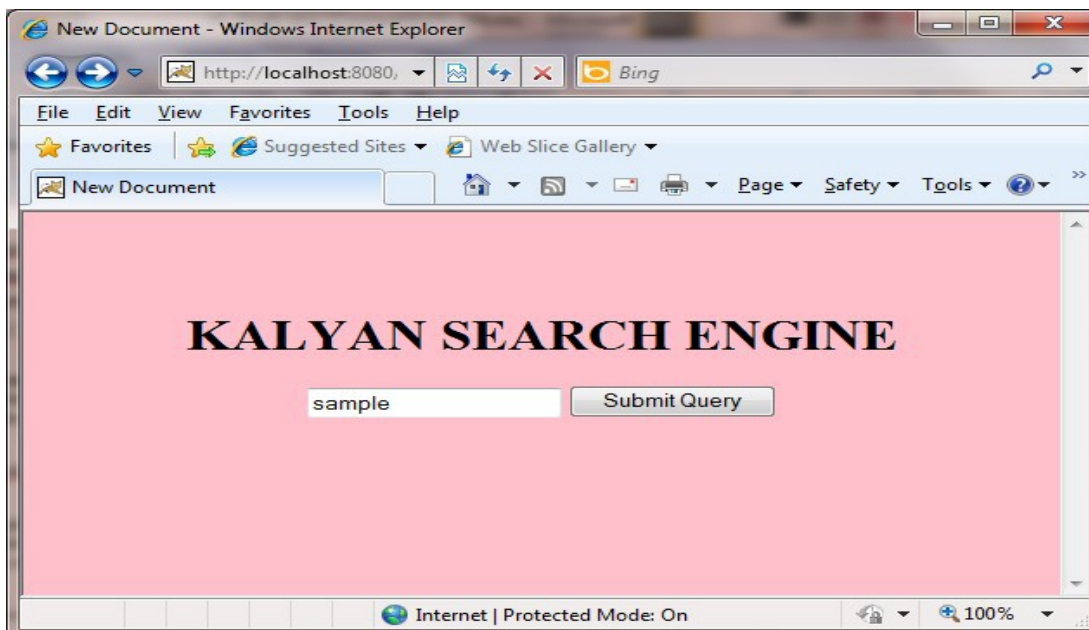 New Document - Windows Internet Explorer
http://localhost:8080, Bing
File Edit View Favorites Tools Help
Favorites Suggested Sites Web Slice Gallery
New Document Page Safety Tools »
KALYAN SEARCH ENGINE
sample Submit Query
Internet | Protected Mode: On 100%